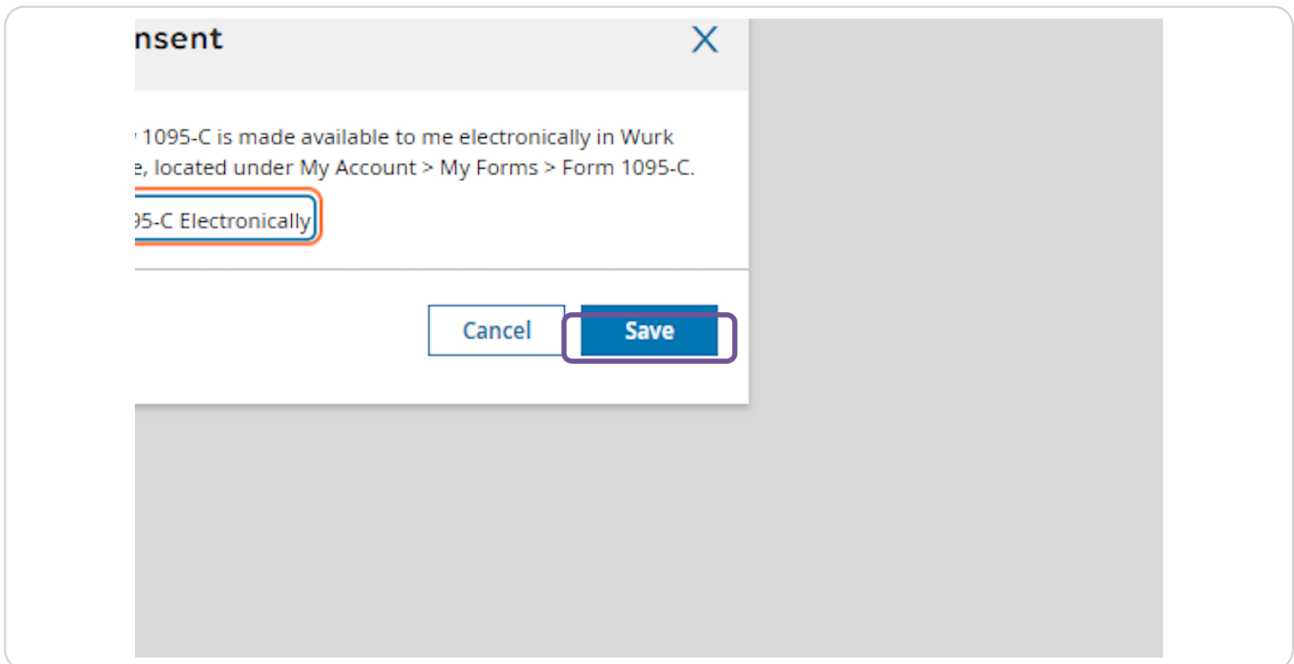 nsent X
1095-C is made available to me electronically in Wurk
e, located under My Account > My Forms > Form 1095-C.
95-C Electronically
Cancel Save